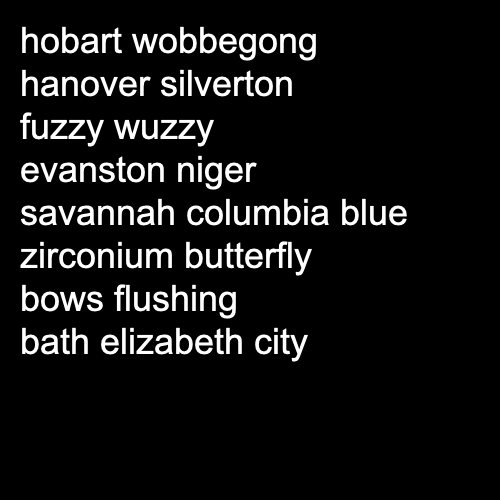 hobart wobbegong
hanover silverton
fuzzy wuzzy
evanston niger
savannah columbia blue
zirconium butterfly
bows flushing
bath elizabeth city